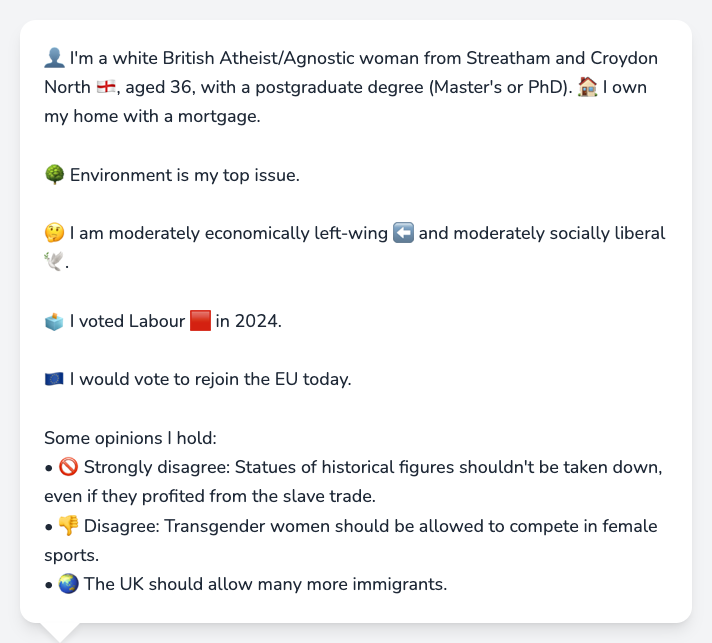 👤 I'm a white British Atheist/Agnostic woman from Streatham and Croydon
North 🏴󠁧󠁢󠁥󠁮󠁧󠁿, aged 36, with a postgraduate degree (Master's or PhD). 🏠 I own
my home with a mortgage.
🌳 Environment is my top issue.
🤔 I am moderately economically left-wing ⬅️ and moderately socially liberal
🕊️.
🗳️ I voted Labour 🟥 in 2024.
🇪🇺 I would vote to rejoin the EU today.
Some opinions I hold:
• 🚫 Strongly disagree: Statues of historical figures shouldn't be taken down,
even if they profited from the slave trade.
• 👎 Disagree: Transgender women should be allowed to compete in female
sports.
• 🌏 The UK should allow many more immigrants.